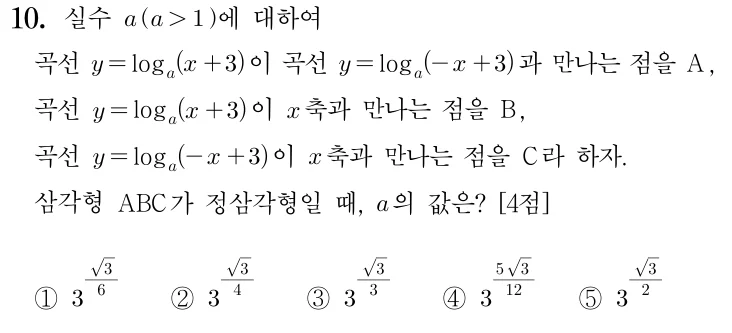 10. 실수 a(a>1)에 대하여
곡선 y=logₐ(x+3)이 곡선 y=logₐ(-x+3)과 만나는 점을 A,
곡선 y=logₐ(x+3)이 x축과 만나는 점을 B,
곡선 y=logₐ(-x+3)이 x축과 만나는 점을 C라 하자.
삼각형 ABC가 정삼각형일 때, a의 값은? [4점]
① 3^(√3/6) ② 3^(√3/4) ③ 3^(√3/3) ④ 3^(5√3/12) ⑤ 3^(√3/2)